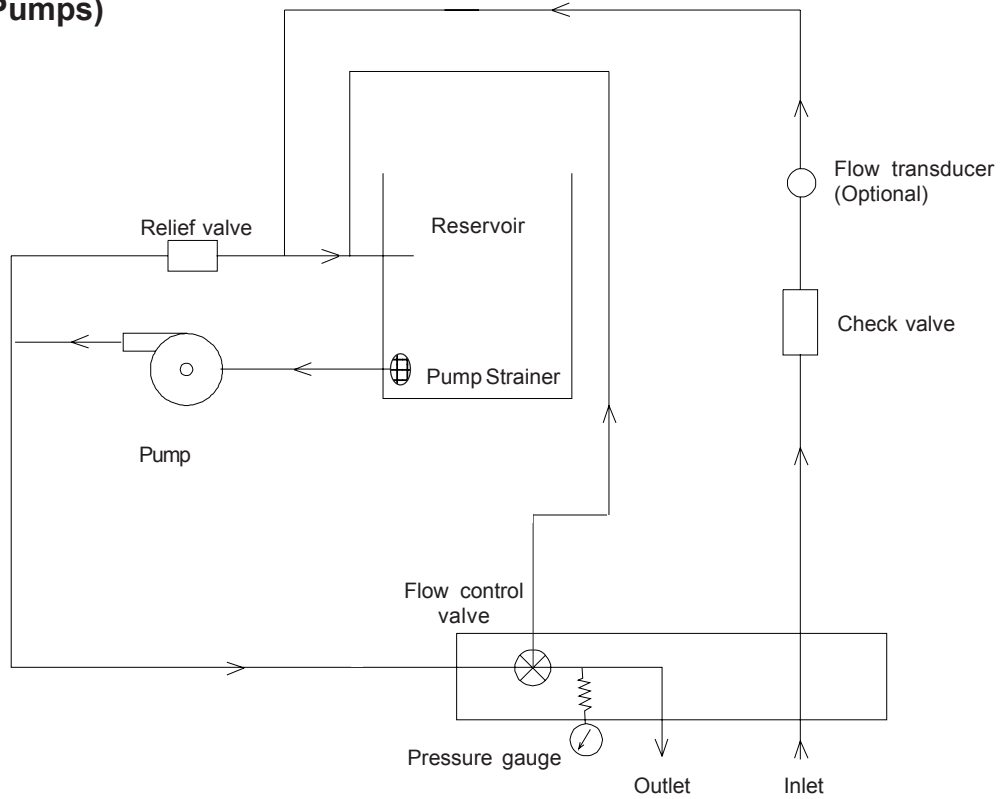 Pumps)
Flow transducer
(Optional)
Relief valve
Reservoir
Check valve
Pump Strainer
Pump
Flow control
valve
Pressure gauge
Outlet
Inlet